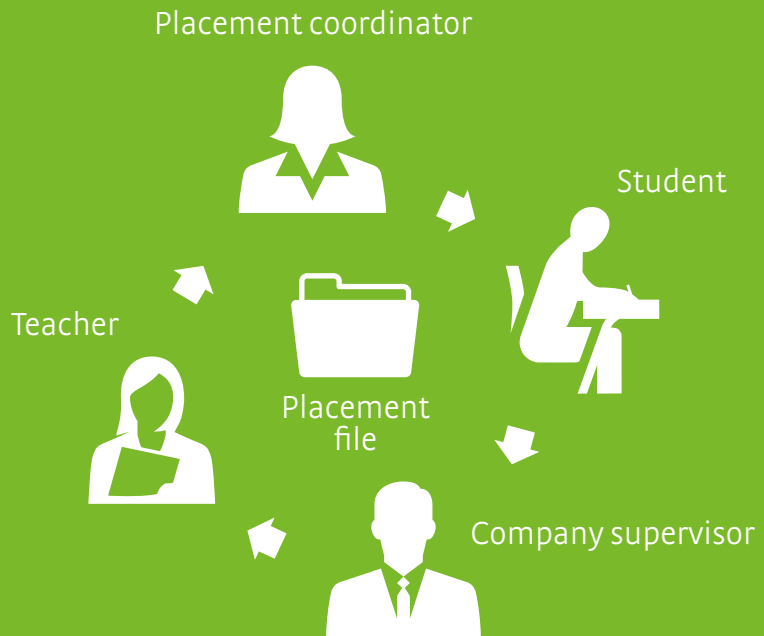 Placement coordinator
Student
Teacher
Placement
file
Company supervisor